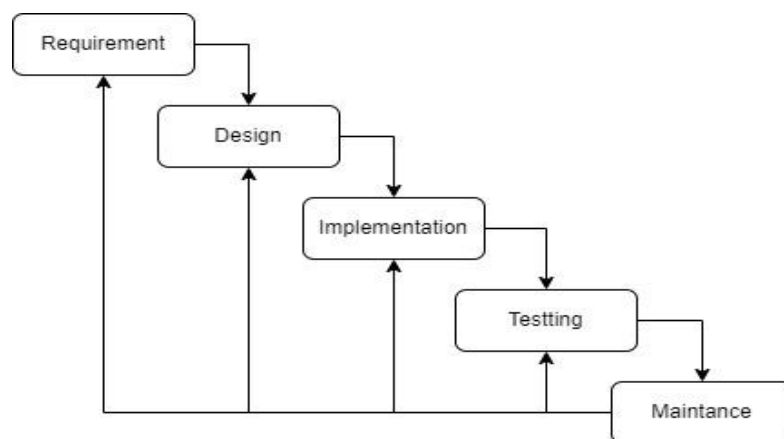 Requirement
Design
Implementation
Testting
Maintance